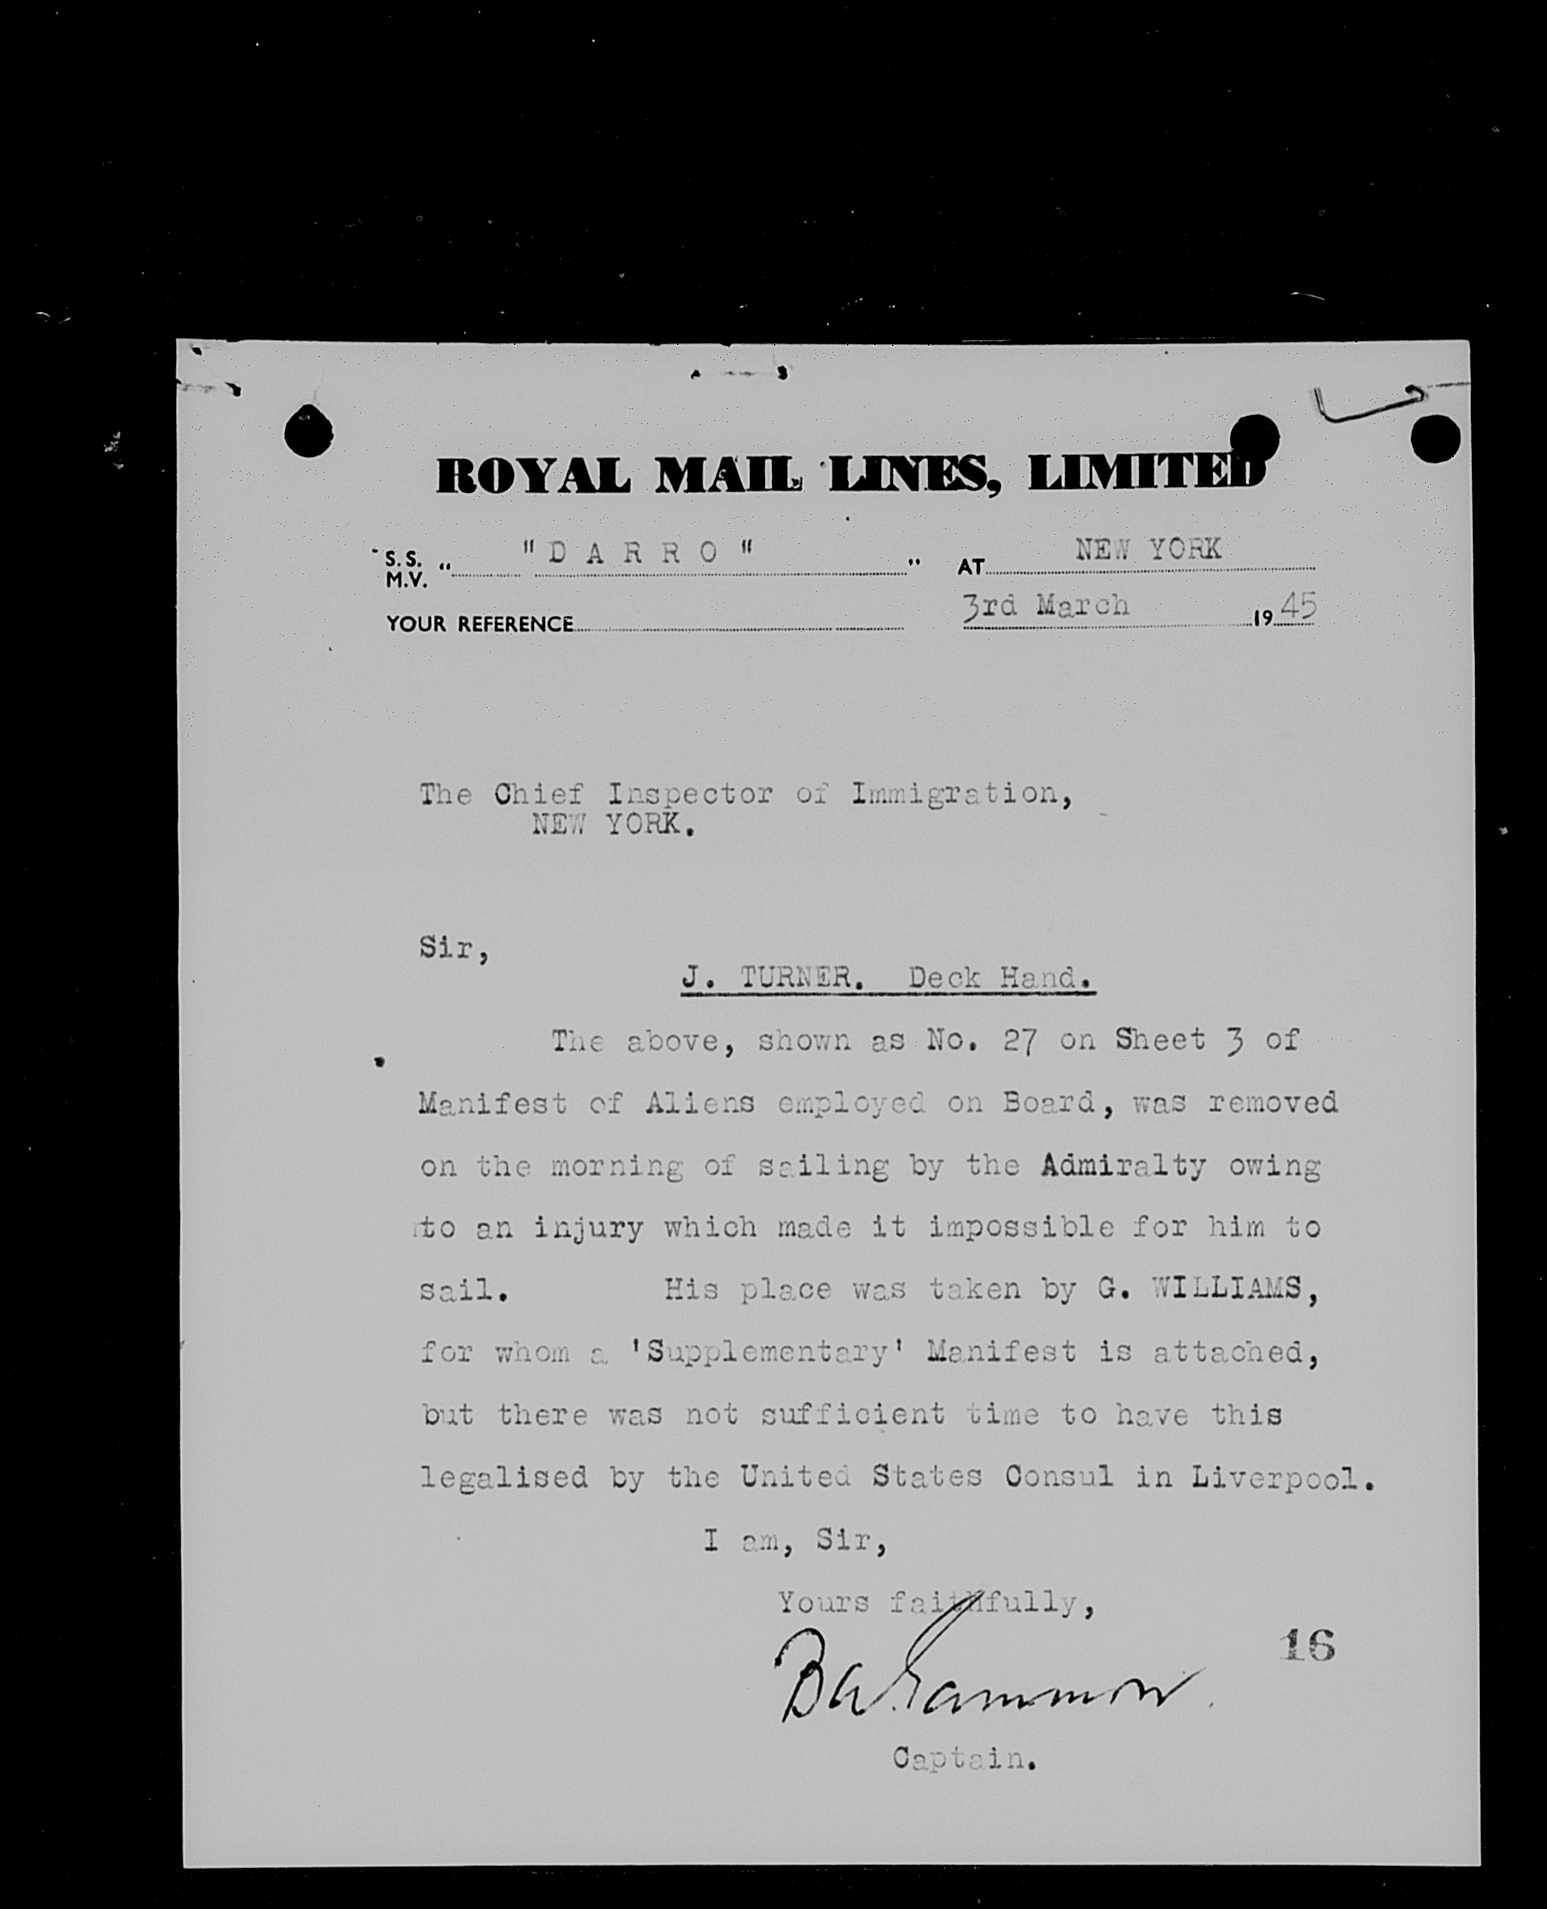 ROYAL MAIL LINES, LIMITED
S.S. M.V. " "DARRO" " AT NEW YORK
YOUR REFERENCE 3rd March 1945
The Chief Inspector of Immigration,
NEW YORK.
Sir,
J. TURNER. Deck Hand.
The above, shown as No. 27 on Sheet 3 of
Manifest of Aliens employed on Board, was removed
on the morning of sailing by the Admiralty owing
to an injury which made it impossible for him to
sail. His place was taken by G. WILLIAMS,
for whom a 'Supplementary' Manifest is attached,
but there was not sufficient time to have this
legalised by the United States Consul in Liverpool.
I am, Sir,
Yours faithfully,
16
Captain.